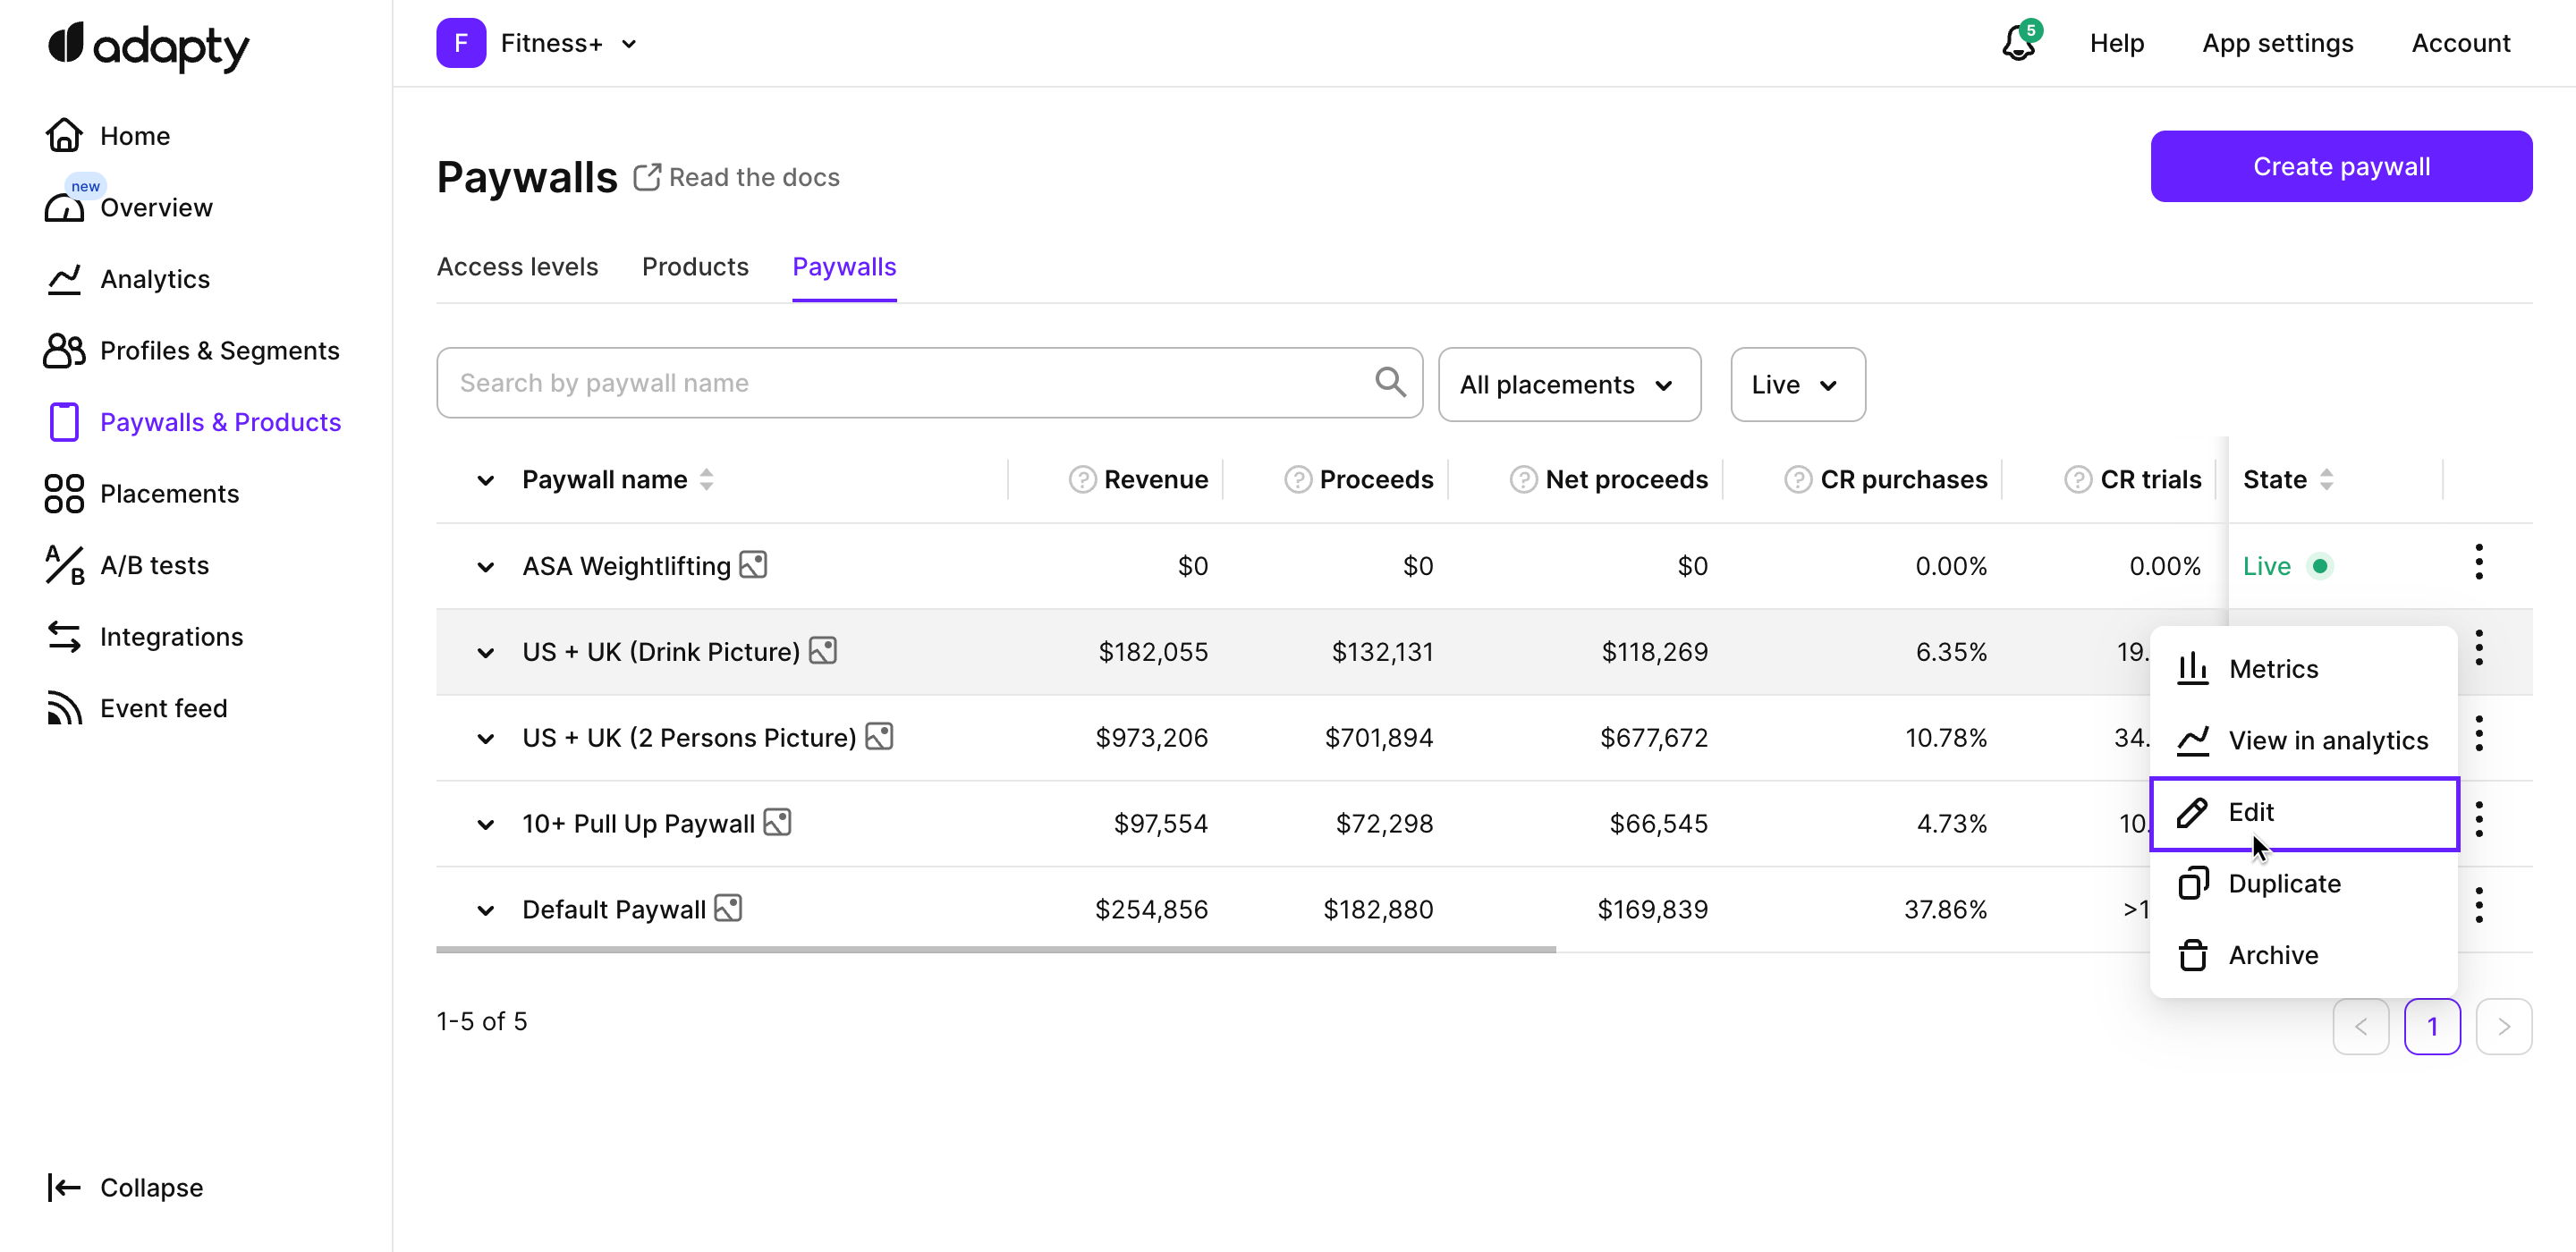 adapty
F Fitness+
5
Help
App settings
Account
Home
new
Overview
Analytics
Profiles & Segments
Paywalls & Products
Placements
A/B tests
Integrations
Event feed
Collapse
Paywalls Read the docs
Create paywall
Access levels Products Paywalls
Search by paywall name
All placements
Live
Paywall name ? Revenue ? Proceeds ? Net proceeds ? CR purchases ? CR trials State
ASA Weightlifting $0 $0 $0 0.00% 0.00% Live
US + UK (Drink Picture) $182,055 $132,131 $118,269 6.35% 19.
US + UK (2 Persons Picture) $973,206 $701,894 $677,672 10.78% 34.
10+ Pull Up Paywall $97,554 $72,298 $66,545 4.73% 10.
Default Paywall $254,856 $182,880 $169,839 37.86% >1
Metrics
View in analytics
Edit
Duplicate
Archive
1-5 of 5
< 1 >